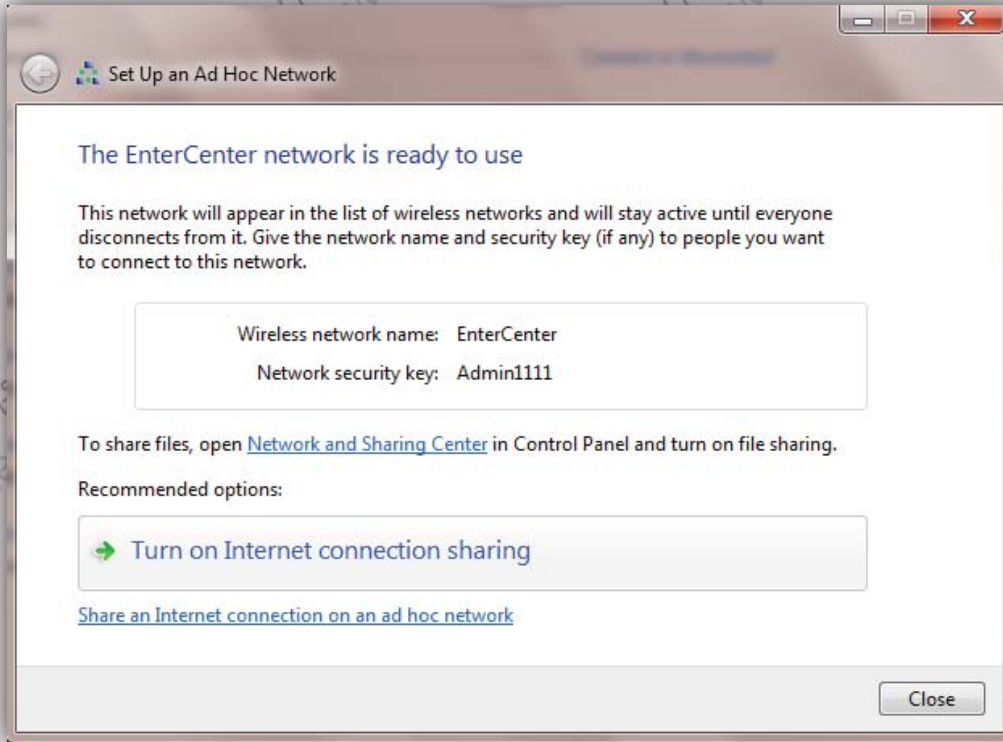 Set Up an Ad Hoc Network
The EnterCenter network is ready to use
This network will appear in the list of wireless networks and will stay active until everyone
disconnects from it. Give the network name and security key (if any) to people you want
to connect to this network.
Wireless network name: EnterCenter
Network security key: Admin1111
To share files, open Network and Sharing Center in Control Panel and turn on file sharing.
Recommended options:
Turn on Internet connection sharing
Share an Internet connection on an ad hoc network
Close